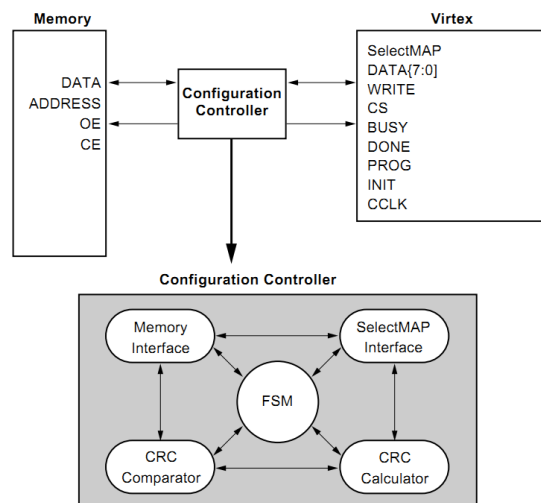 Memory
Virtex
DATA
ADDRESS
OE
CE
Configuration
Controller
SelectMAP
DATA{7:0]
WRITE
CS
BUSY
DONE
PROG
INIT
CCLK
Configuration Controller
Memory
Interface
SelectMAP
Interface
FSM
CRC
Comparator
CRC
Calculator